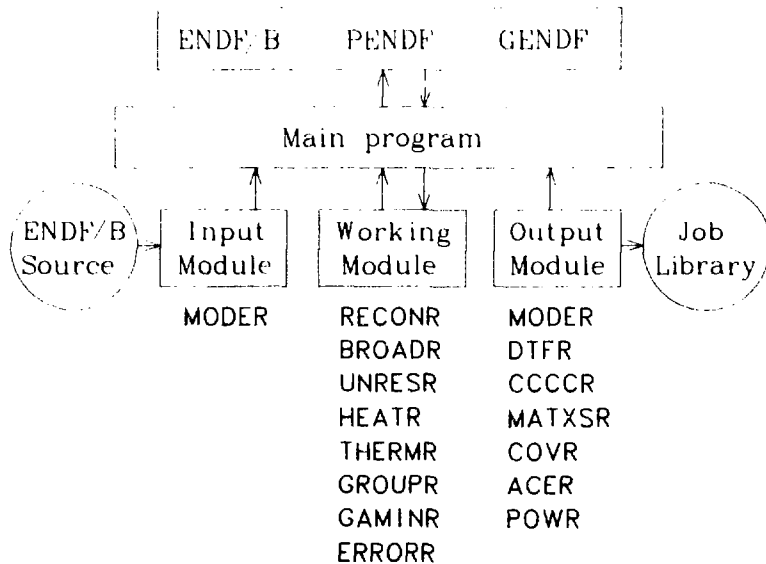 ENDF/B PENDF GENDF
Main program
ENDF/B Source
Input Module
Working Module
Output Module
Job Library
MODER
RECONR
BROADR
UNRESR
HEATR
THERMR
GROUPR
GAMINR
ERRORR
MODER
DTFR
CCCCR
MATXSR
COVR
ACER
POWR